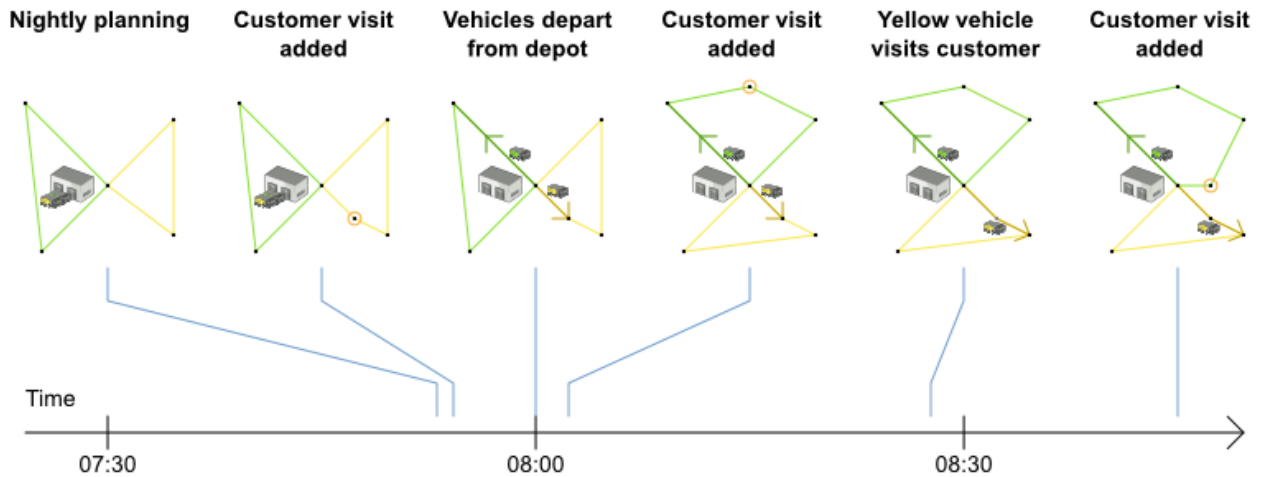 Nightly planning
Customer visit
added
Vehicles depart
from depot
Customer visit
added
Yellow vehicle
visits customer
Customer visit
added
Time
07:30
08:00
08:30